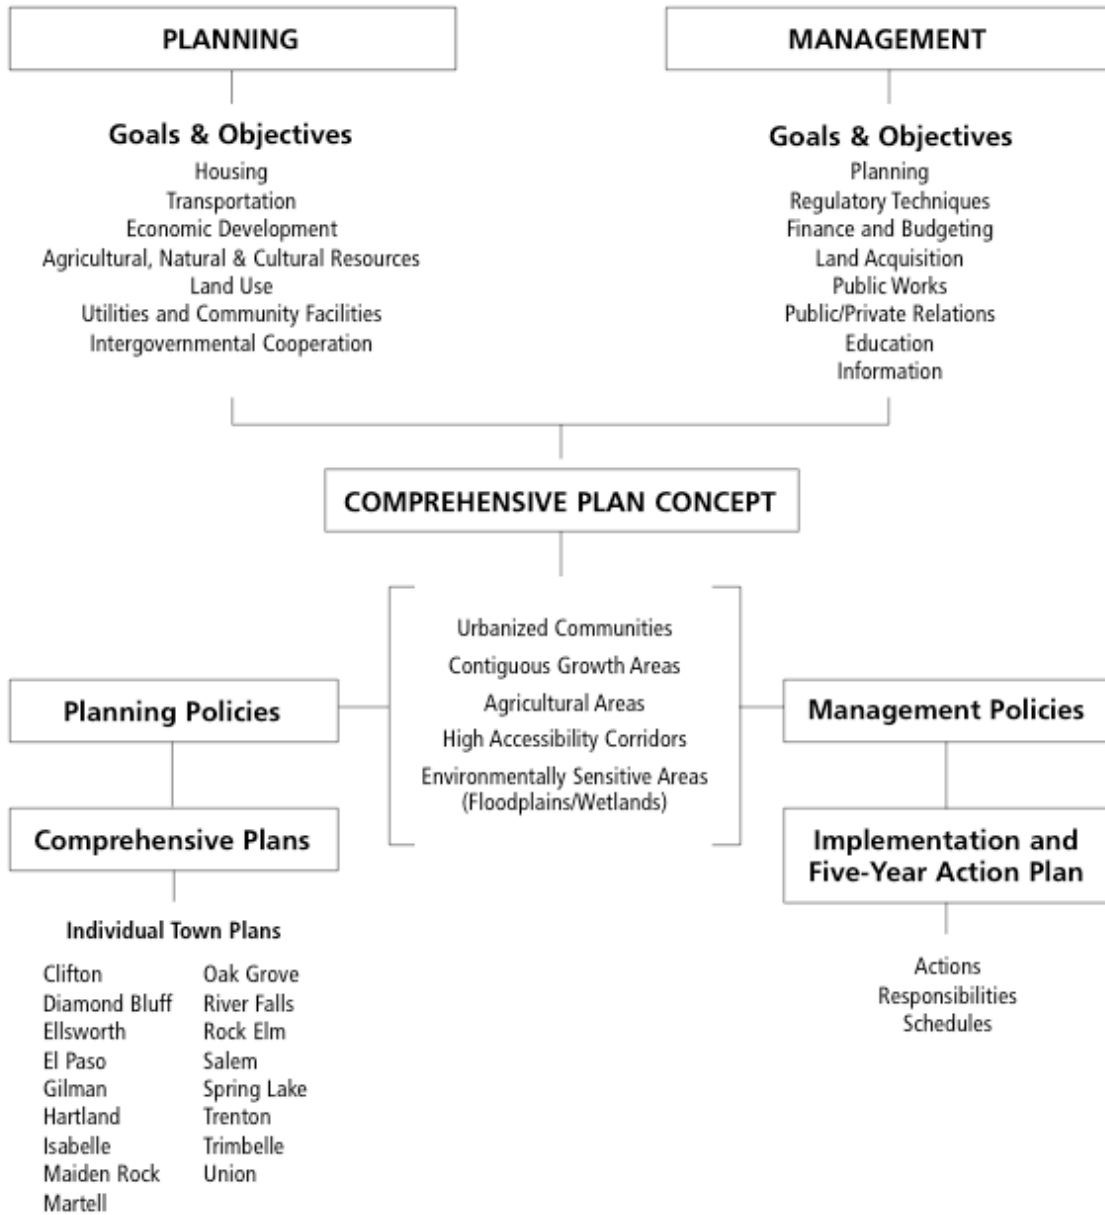 PLANNING
MANAGEMENT
Goals & Objectives
Housing
Transportation
Economic Development
Agricultural, Natural & Cultural Resources
Land Use
Utilities and Community Facilities
Intergovernmental Cooperation
Goals & Objectives
Planning
Regulatory Techniques
Finance and Budgeting
Land Acquisition
Public Works
Public/Private Relations
Education
Information
COMPREHENSIVE PLAN CONCEPT
Urbanized Communities
Contiguous Growth Areas
Agricultural Areas
High Accessibility Corridors
Environmentally Sensitive Areas
(Floodplains/Wetlands)
Planning Policies
Comprehensive Plans
Individual Town Plans
Clifton
Diamond Bluff
Ellsworth
El Paso
Gilman
Hartland
Isabelle
Maiden Rock
Martell
Oak Grove
River Falls
Rock Elm
Salem
Spring Lake
Trenton
Trimbelle
Union
Management Policies
Implementation and
Five-Year Action Plan
Actions
Responsibilities
Schedules